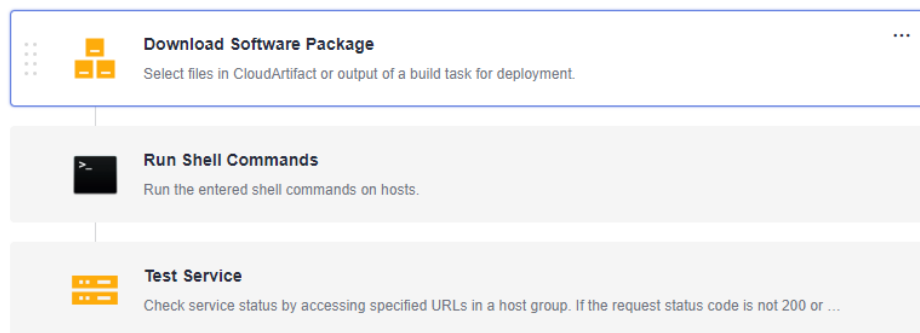 Download Software Package
...
Select files in CloudArtifact or output of a build task for deployment.
>_
Run Shell Commands
Run the entered shell commands on hosts.
Test Service
Check service status by accessing specified URLs in a host group. If the request status code is not 200 or ...